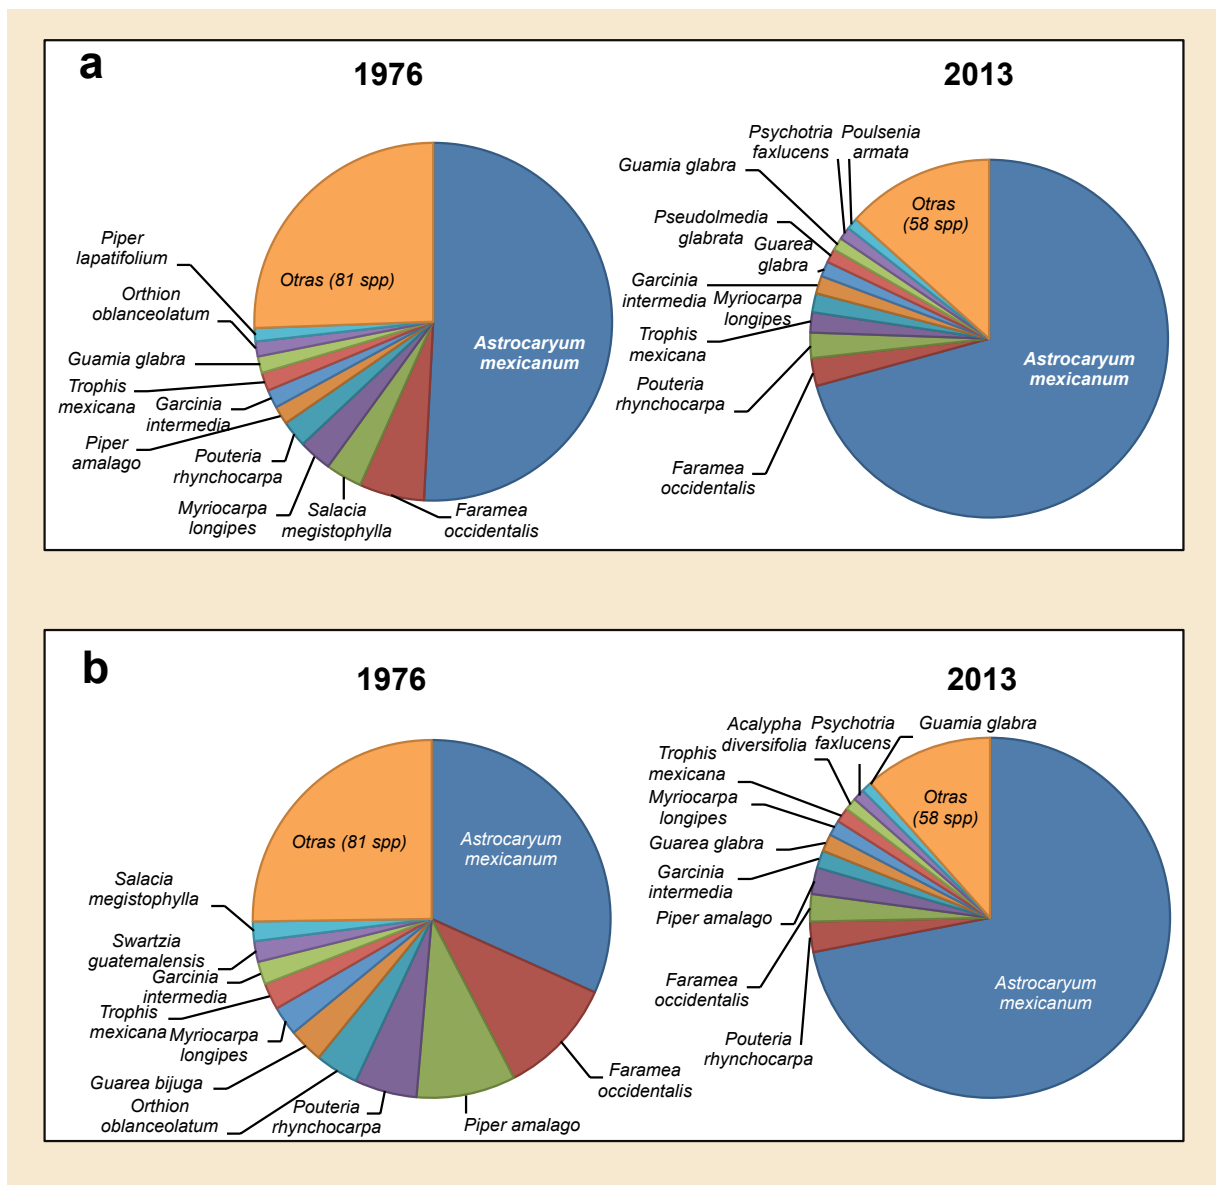 a
1976
2013
Piper
lapatifolium
Orthion
oblanceolatum
Guamia glabra
Trophis
mexicana
Garcinia
intermedia
Piper
amalago
Pouteria
rhynchocarpa
Myriocarpa
longipes
Salacia
megistophylla
Faramea
occidentalis
Otras (81 spp)
Astrocaryum
mexicanum
Psychotria
faxlucens
Poulsenia
armata
Guamia glabra
Pseudolmedia
glabrata
Guarea
glabra
Garcinia
intermedia
Myriocarpa
longipes
Trophis
mexicana
Pouteria
rhynchocarpa
Faramea
occidentalis
Otras
(58 spp)
Astrocaryum
mexicanum
b
1976
2013
Otras (81 spp)
Astrocaryum
mexicanum
Salacia
megistophylla
Swartzia
guatemalensis
Garcinia
intermedia
Trophis
mexicana
Myriocarpa
longipes
Guarea bijuga
Orthion
oblanceolatum
Pouteria
rhynchocarpa
Piper amalago
Faramea
occidentalis
Acalypha
diversifolia
Psychotria
faxlucens
Guamia glabra
Trophis
mexicana
Myriocarpa
longipes
Guarea glabra
Garcinia
intermedia
Piper amalago
Faramea
occidentalis
Pouteria
rhynchocarpa
Otras
(58 spp)
Astrocaryum
mexicanum